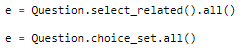 e = Question.select_related().all()
e = Question.choice_set.all()